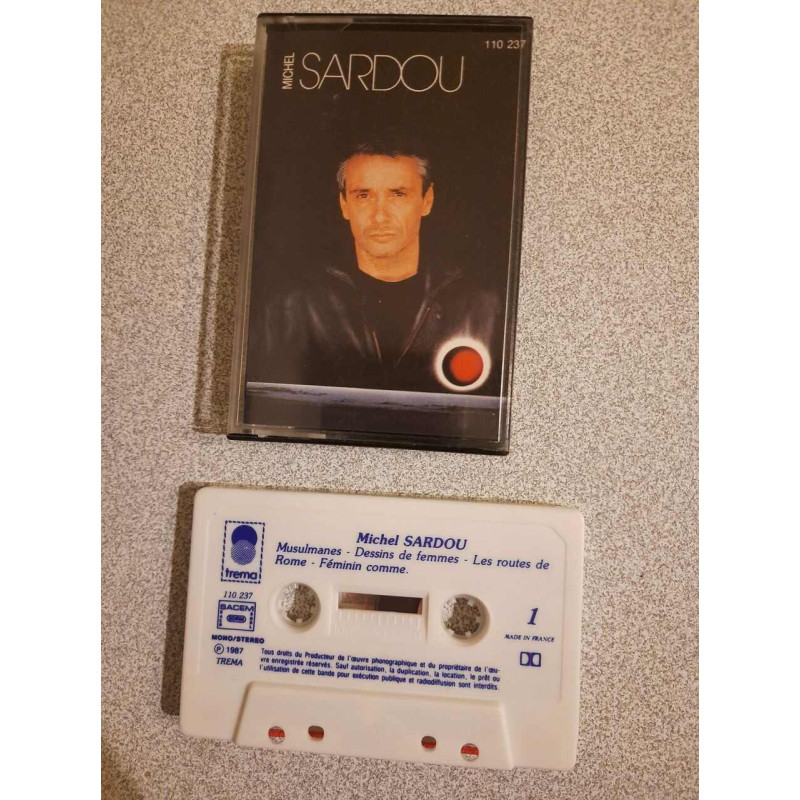 110 237
MICHEL SARDOU
Michel SARDOU
Musulmanes - Dessins de femmes - Les routes de
Rome - Féminin comme.
trema
110 237
SACEM
1
MADE IN FRANCE
MONO/STEREO
℗ 1987
TREMA
Tous droits du Producteur de l'œuvre phonographique et du propriétaire de l'œu-
vre enregistrée réservés. Sauf autorisation, la duplication, la location, le prêt ou
l'utilisation de cette bande pour exécution publique et radiodiffusion sont interdits.